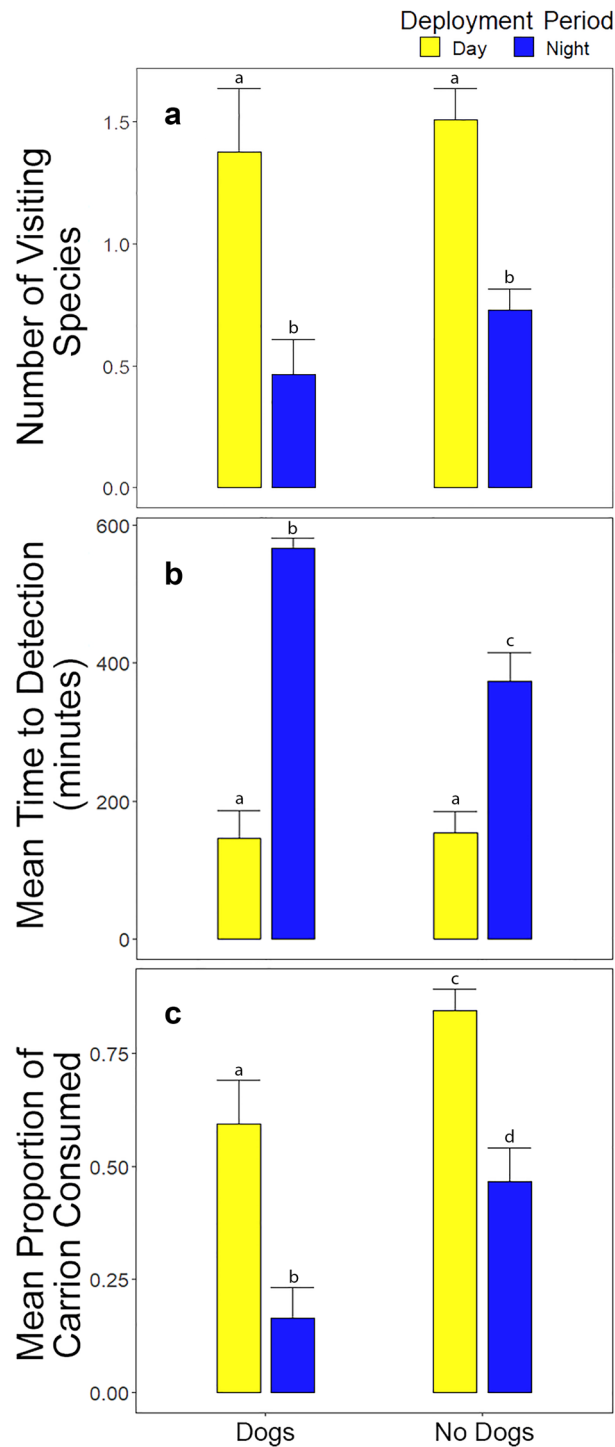 Deployment Period
Day Night
a
a a
b b
Number of Visiting
Species
1.5
1.0
0.5
0.0
b
b
c
a a
Mean Time to Detection
(minutes)
600
400
200
0
c
c
a
d
b
Mean Proportion of
Carrion Consumed
0.75
0.50
0.25
0.00
Dogs No Dogs